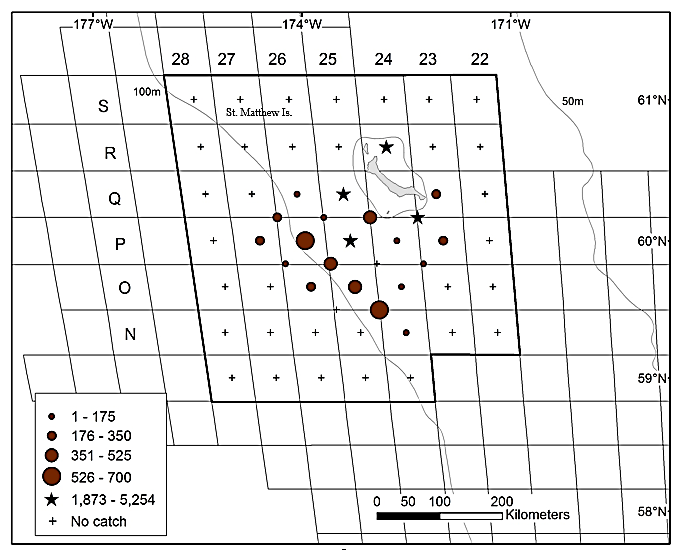 177°W 174°W 171°W
28 27 26 25 24 23 22
100m
50m
61°N
S
St. Matthew Is.
R
Q
P
60°N
O
N
59°N
1 - 175
176 - 350
351 - 525
526 - 700
1,873 - 5,254
No catch
0 50 100 200
Kilometers
58°N